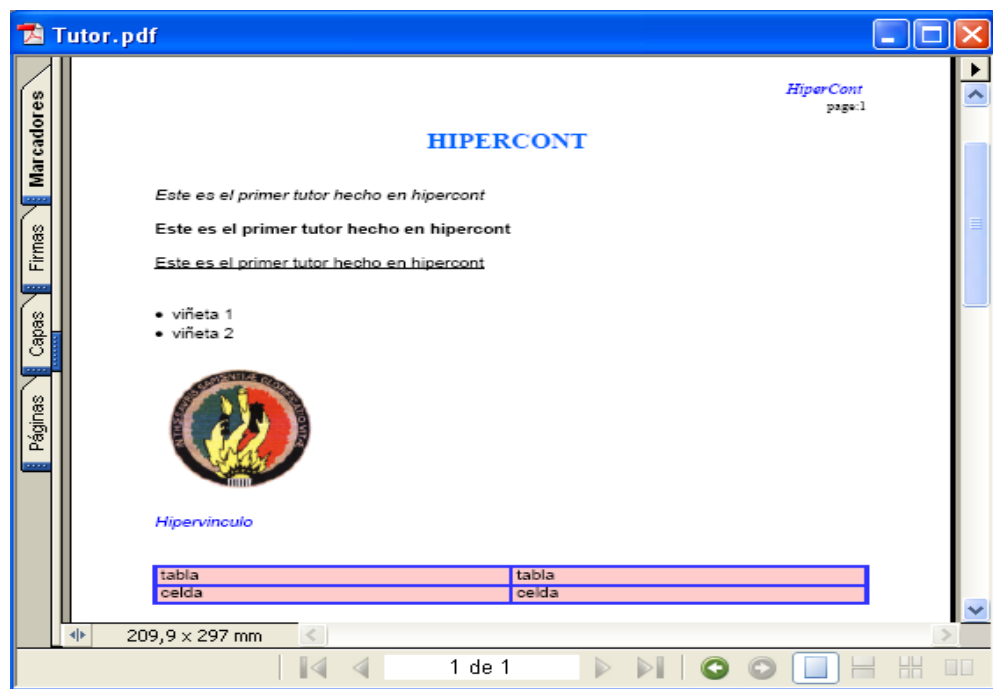 Tutor.pdf
Marcadores
Firmas
Capas
Páginas
HiperCont
page:1
HIPERCONT
Este es el primer tutor hecho en hipercont
Este es el primer tutor hecho en hipercont
Este es el primer tutor hecho en hipercont
• viñeta 1
• viñeta 2
Hipervinculo
tabla tabla
celda celda
209,9 x 297 mm
1 de 1